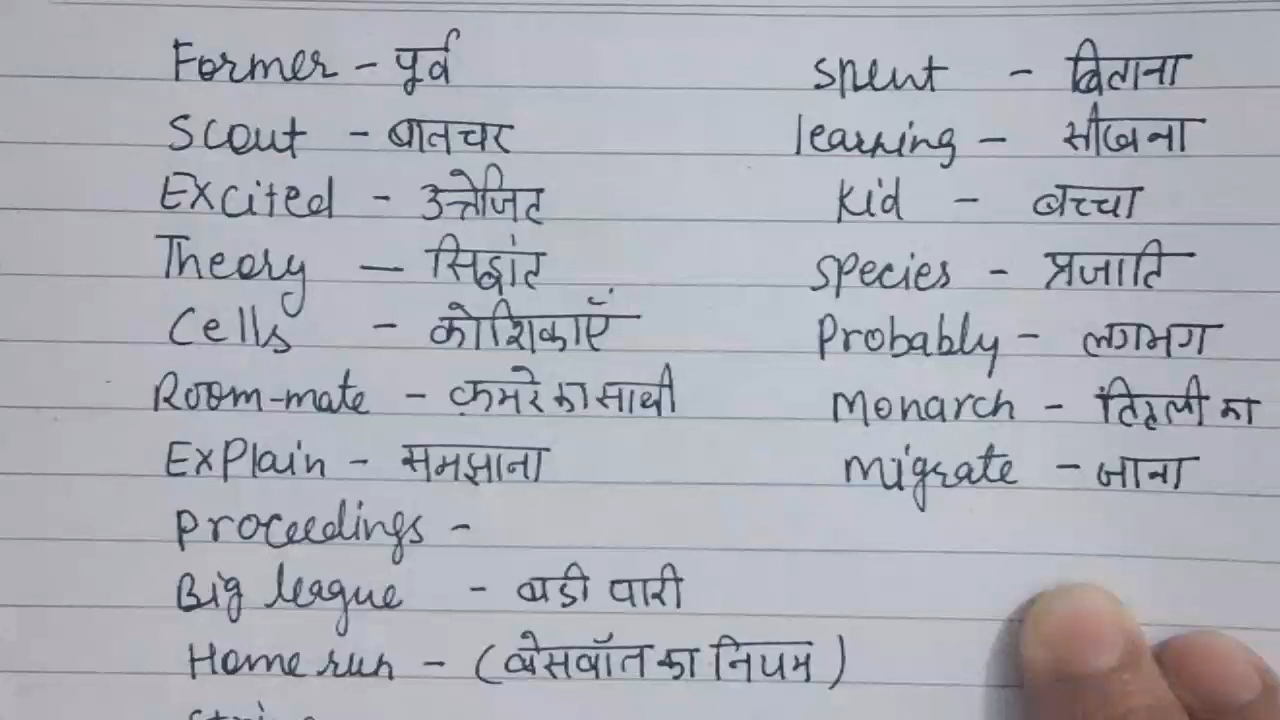 Former - पूर्व
Scout - बालचर
Excited - उत्तेजित
Theory - सिद्धांत
Cells - कोशिकाएँ
Room-mate - कमरे का साथी
Explain - समझाना
Proceedings -
Big league - बडी पारी
Home run - (बेसबॉल का नियम)
Spent - बिताना
learning - सीखना
Kid - बच्चा
Species - प्रजाति
Probably - लगभग
Monarch - तितली का
migrate - जाना